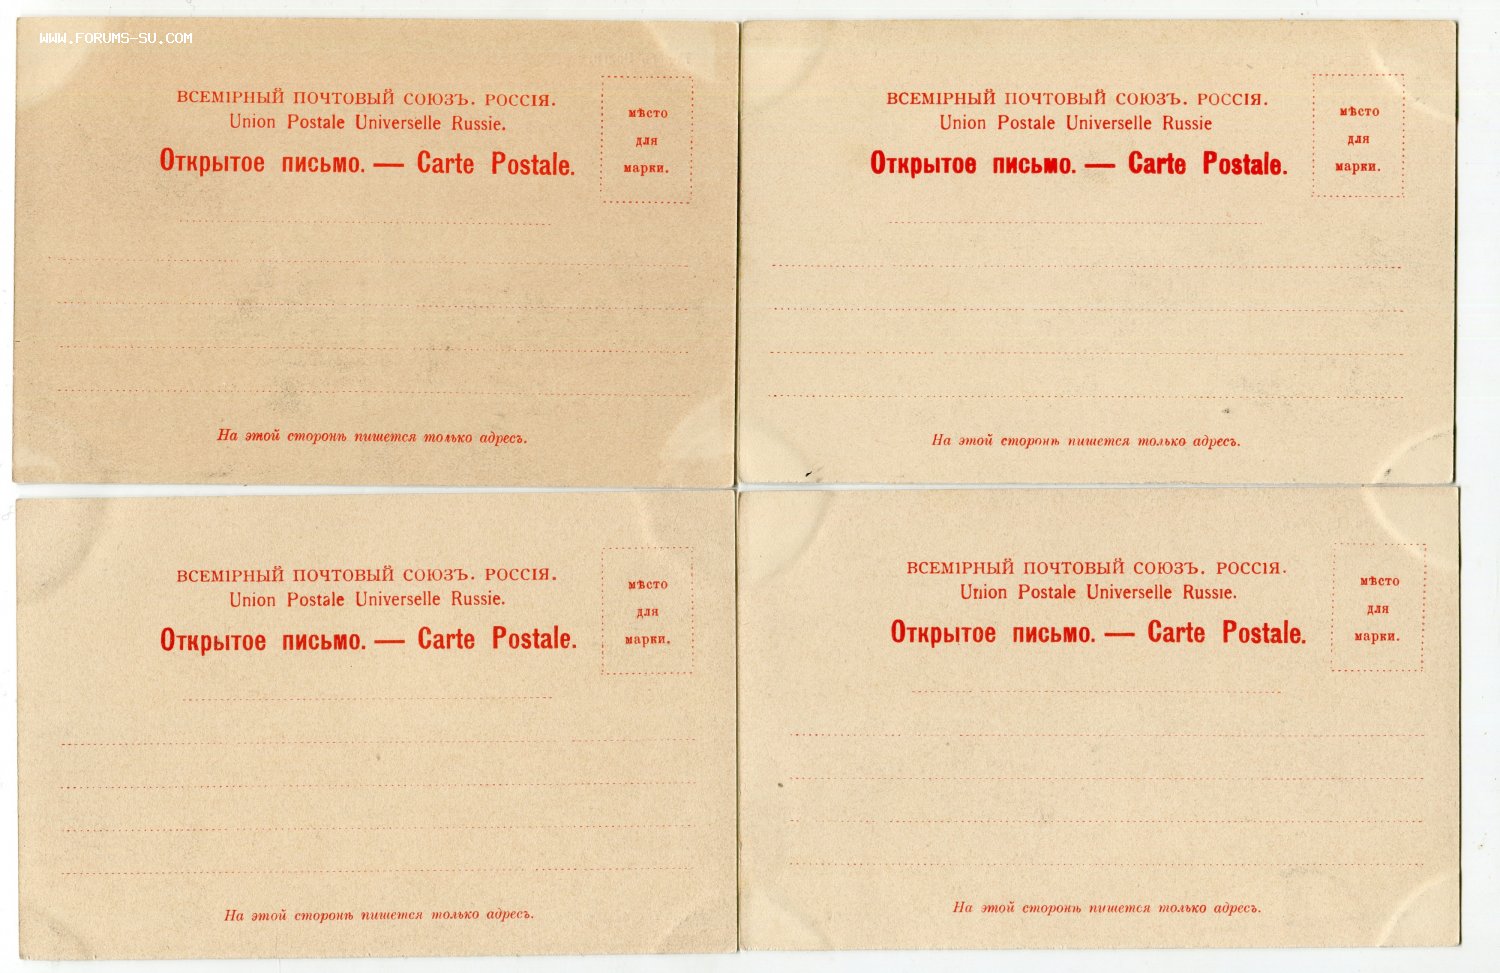 WWW.FORUMS-SU.COM
ВСЕМІРНЫЙ ПОЧТОВЫЙ СОЮЗЪ. РОССІЯ.
Union Postale Universelle Russie.
Открытое письмо. — Carte Postale.
мѣсто
для
марки.
На этой сторонѣ пишется только адресъ.
ВСЕМІРНЫЙ ПОЧТОВЫЙ СОЮЗЪ. РОССІЯ.
Union Postale Universelle Russie
Открытое письмо. — Carte Postale.
мѣсто
для
марки.
На этой сторонѣ пишется только адресъ.
ВСЕМІРНЫЙ ПОЧТОВЫЙ СОЮЗЪ. РОССІЯ.
Union Postale Universelle Russie.
Открытое письмо. — Carte Postale.
мѣсто
для
марки.
На этой сторонѣ пишется только адресъ.
ВСЕМІРНЫЙ ПОЧТОВЫЙ СОЮЗЪ. РОССІЯ.
Union Postale Universelle Russie.
Открытое письмо. — Carte Postale.
мѣсто
для
марки.
На этой сторонѣ пишется только адресъ.